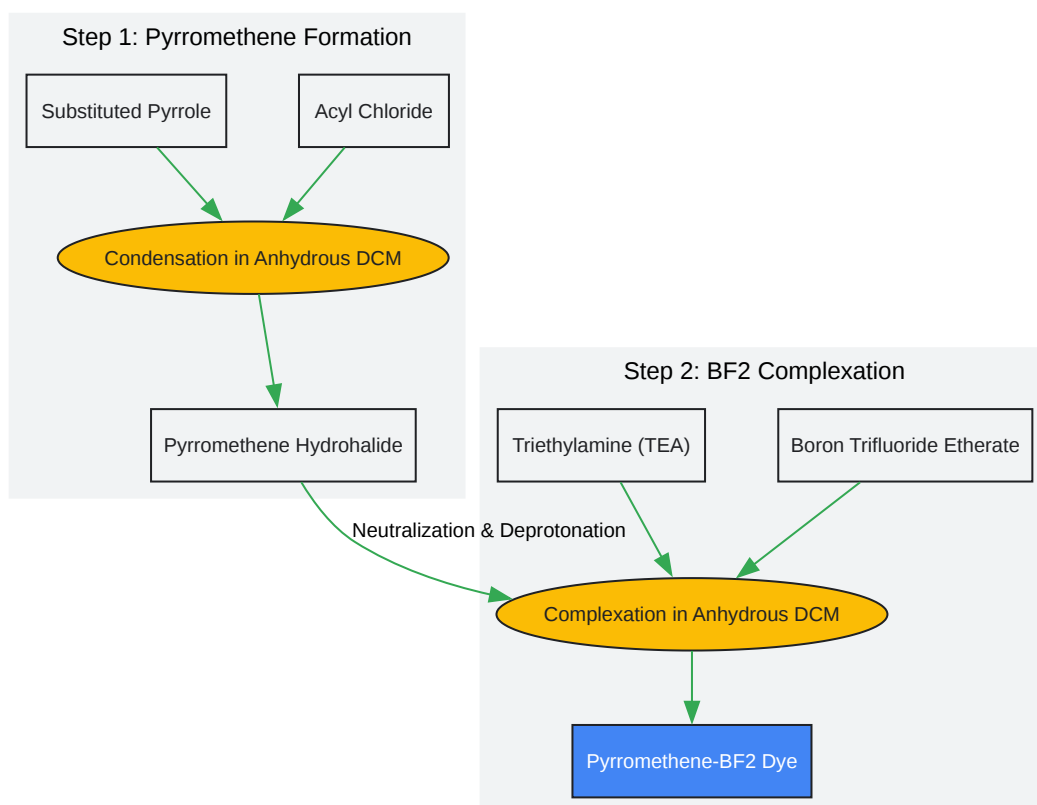 Step 1: Pyrromethene Formation
Substituted Pyrrole
Acyl Chloride
Condensation in Anhydrous DCM
Pyrromethene Hydrohalide
Step 2: BF2 Complexation
Triethylamine (TEA)
Boron Trifluoride Etherate
Neutralization & Deprotonation
Complexation in Anhydrous DCM
Pyrromethene-BF2 Dye